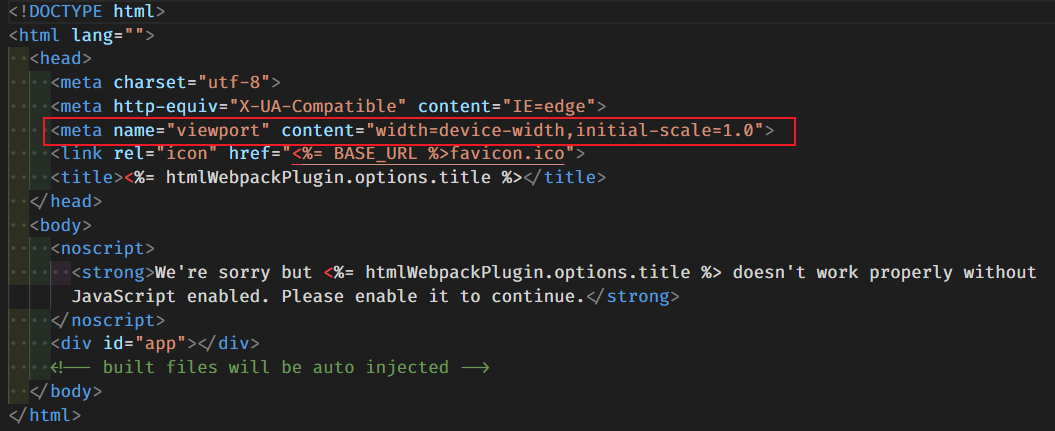 <!DOCTYPE html>
<html lang="">
  <head>
    <meta charset="utf-8">
    <meta http-equiv="X-UA-Compatible" content="IE=edge">
    <meta name="viewport" content="width=device-width,initial-scale=1.0">
    <link rel="icon" href="<%= BASE_URL %>favicon.ico">
    <title><%= htmlWebpackPlugin.options.title %></title>
  </head>
  <body>
    <noscript>
      <strong>We're sorry but <%= htmlWebpackPlugin.options.title %> doesn't work properly without
      JavaScript enabled. Please enable it to continue.</strong>
    </noscript>
    <div id="app"></div>
    <!-- built files will be auto injected -->
  </body>
</html>